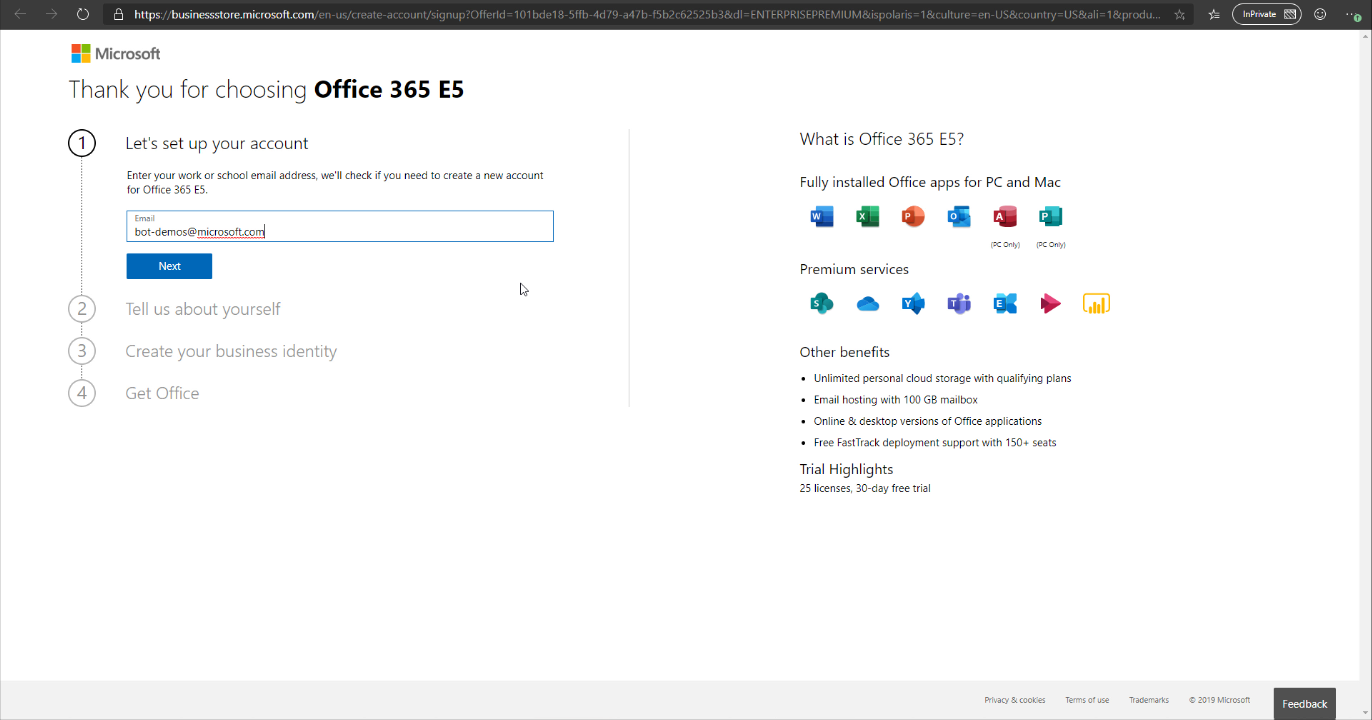 https://businessstore.microsoft.com/en-us/create-account/signup?OfferId=101bde18-5ffb-4d79-a47b-f5b2c62525b3&dl=ENTERPRISEPREMIUM&ispolaris=1&culture=en-US&country=US&ali=1&produ...
InPrivate
Microsoft
Thank you for choosing Office 365 E5
1 Let's set up your account
Enter your work or school email address, we'll check if you need to create a new account
for Office 365 E5.
Email
bot-demos@microsoft.com
Next
2 Tell us about yourself
3 Create your business identity
4 Get Office
What is Office 365 E5?
Fully installed Office apps for PC and Mac
W X P O A P
(PC Only) (PC Only)
Premium services
S Y T E
Other benefits
• Unlimited personal cloud storage with qualifying plans
• Email hosting with 100 GB mailbox
• Online & desktop versions of Office applications
• Free FastTrack deployment support with 150+ seats
Trial Highlights
25 licenses, 30-day free trial
Privacy & cookies Terms of use Trademarks © 2019 Microsoft Feedback